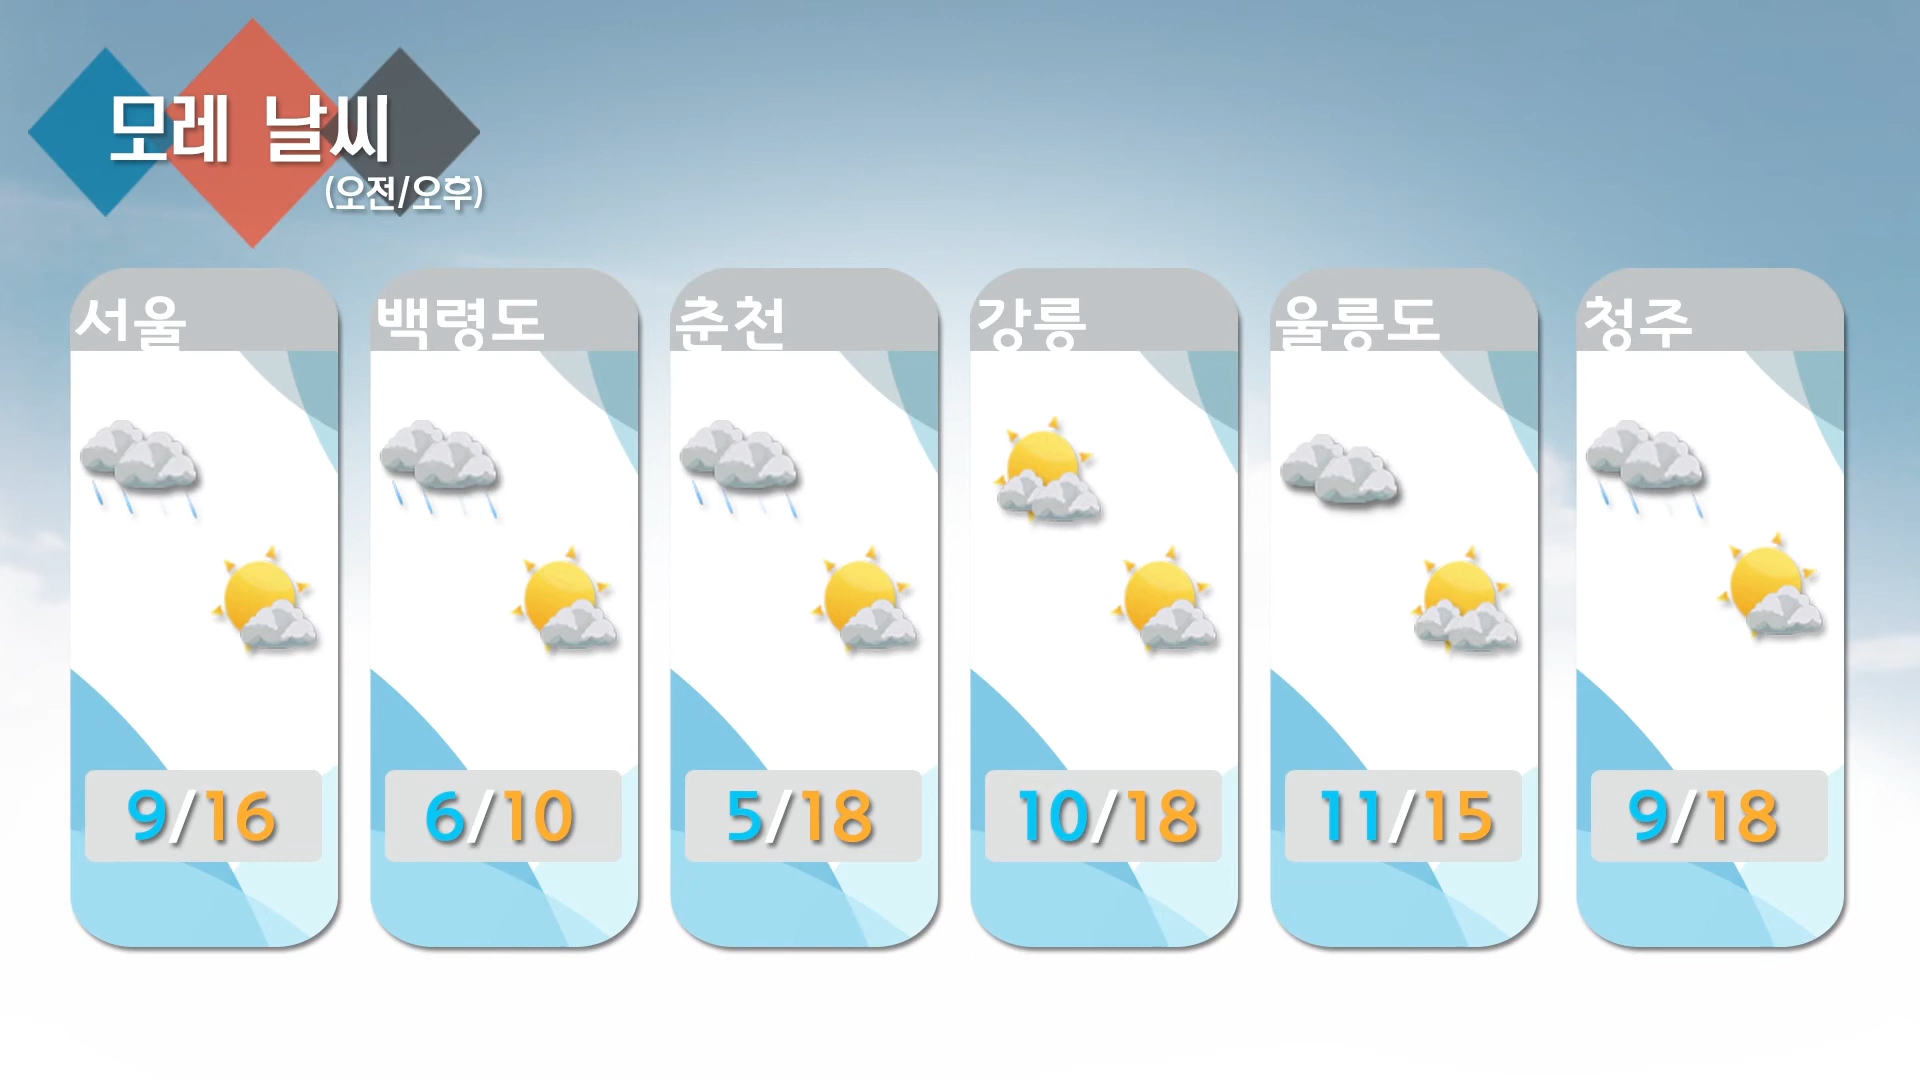 모레 날씨
(오전/오후)
서울
백령도
춘천
강릉
울릉도
청주
9/16
6/10
5/18
10/18
11/15
9/18